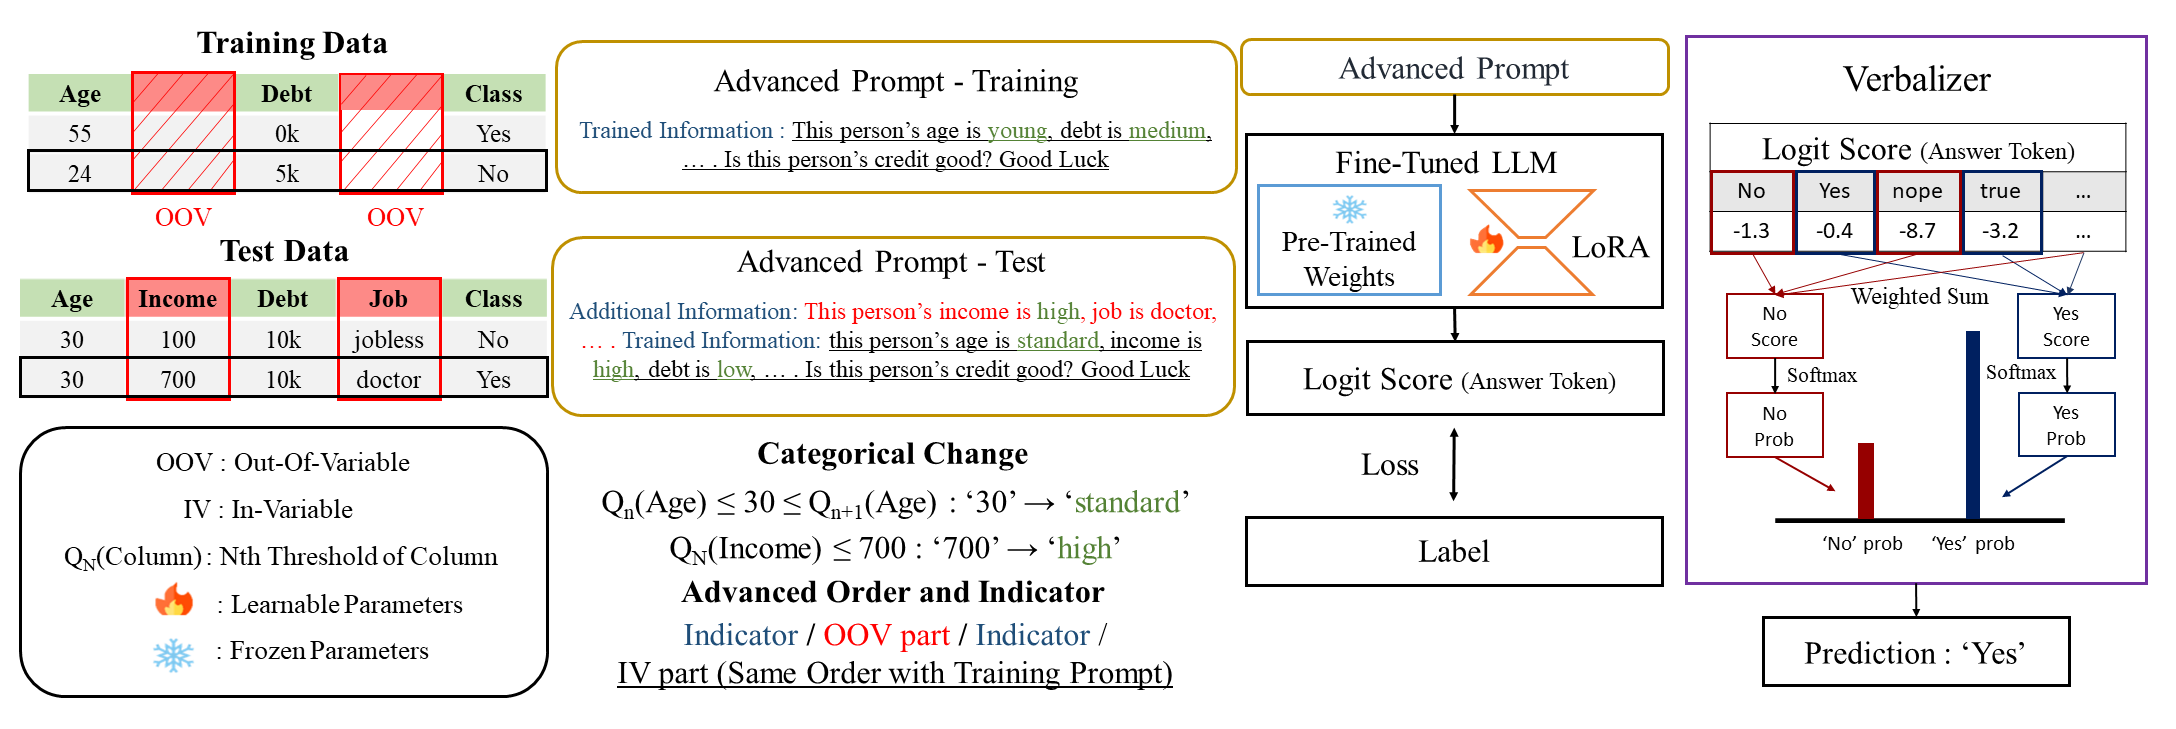 Training Data
Age Debt Class
55 0k Yes
24 5k No
OOV OOV
Test Data
Age Income Debt Job Class
30 100 10k jobless No
30 700 10k doctor Yes
OOV : Out-Of-Variable
IV : In-Variable
QN(Column) : Nth Threshold of Column
: Learnable Parameters
: Frozen Parameters
Advanced Prompt - Training
Trained Information : This person's age is young, debt is medium,
… . Is this person's credit good? Good Luck
Advanced Prompt - Test
Additional Information: This person's income is high, job is doctor,
… . Trained Information: this person's age is standard, income is
high, debt is low, … . Is this person's credit good? Good Luck
Categorical Change
Qn(Age) ≤ 30 ≤ Qn+1(Age) : ‘30’ → ‘standard’
QN(Income) ≤ 700 : ‘700’ → ‘high’
Advanced Order and Indicator
Indicator / OOV part / Indicator /
IV part (Same Order with Training Prompt)
Advanced Prompt
Fine-Tuned LLM
Pre-Trained
Weights
LoRA
Logit Score (Answer Token)
Loss
Label
Verbalizer
Logit Score (Answer Token)
No Yes nope true ...
-1.3 -0.4 -8.7 -3.2 ...
Weighted Sum
No
Score
Yes
Score
Softmax
Softmax
No
Prob
Yes
Prob
‘No’ prob
‘Yes’ prob
Prediction : ‘Yes’